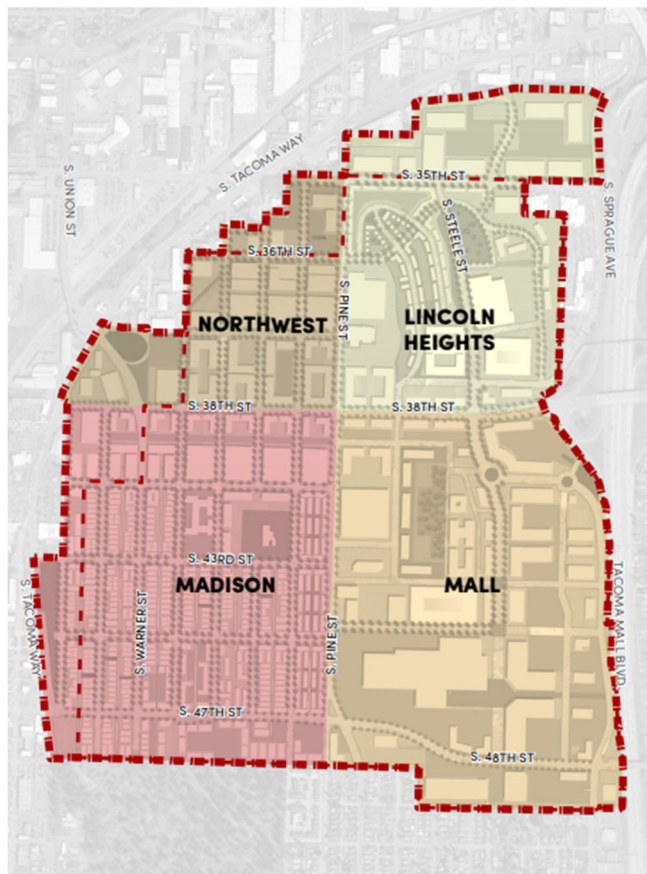 S. TACOMA WAY
S. UNION ST
S. 35TH ST
S. SPRAGUE AVE
S. STEELE ST
S. 36TH ST
S. PINE ST
NORTHWEST
LINCOLN
HEIGHTS
S. 38TH ST
S. 38TH ST
S. 43RD ST
MADISON
MALL
S. TACOMA WAY
S. WARNER ST
S. PINE ST
TACOMA MALL BLVD
S. 47TH ST
S. 48TH ST